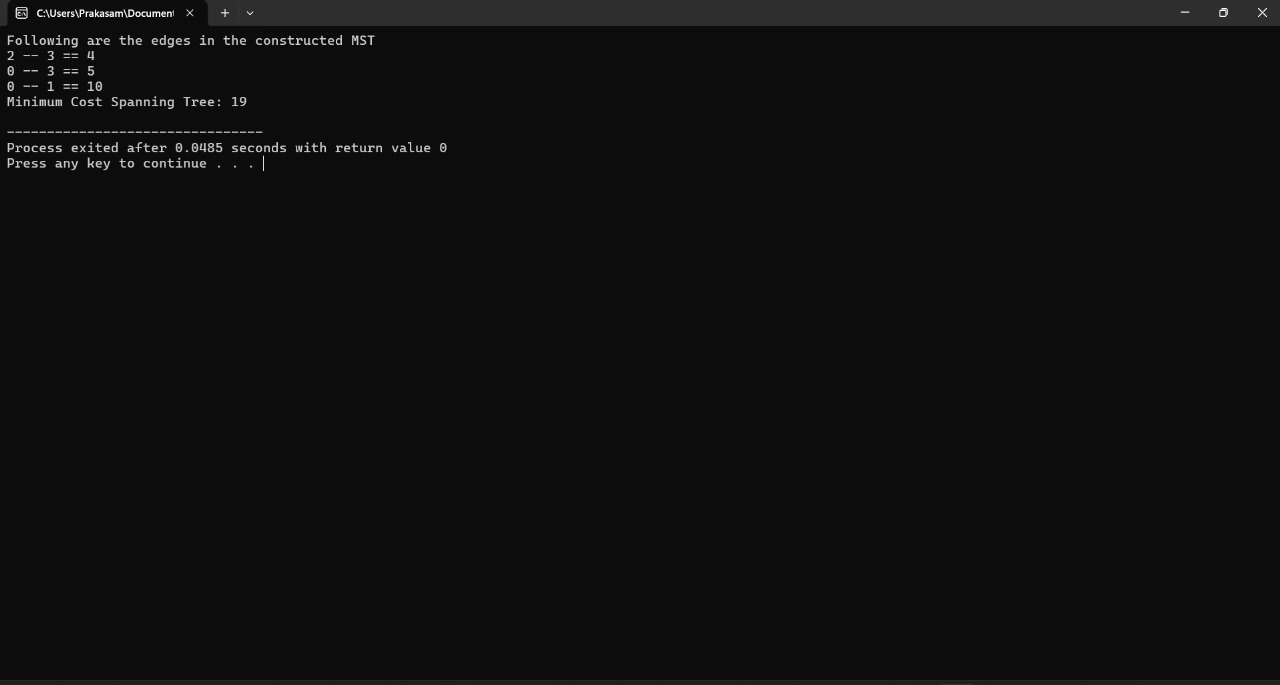 C:\Users\Prakasam\Document
Following are the edges in the constructed MST
2 -- 3 == 4
0 -- 3 == 5
0 -- 1 == 10
Minimum Cost Spanning Tree: 19
--------------------------------
Process exited after 0.0485 seconds with return value 0
Press any key to continue . . .